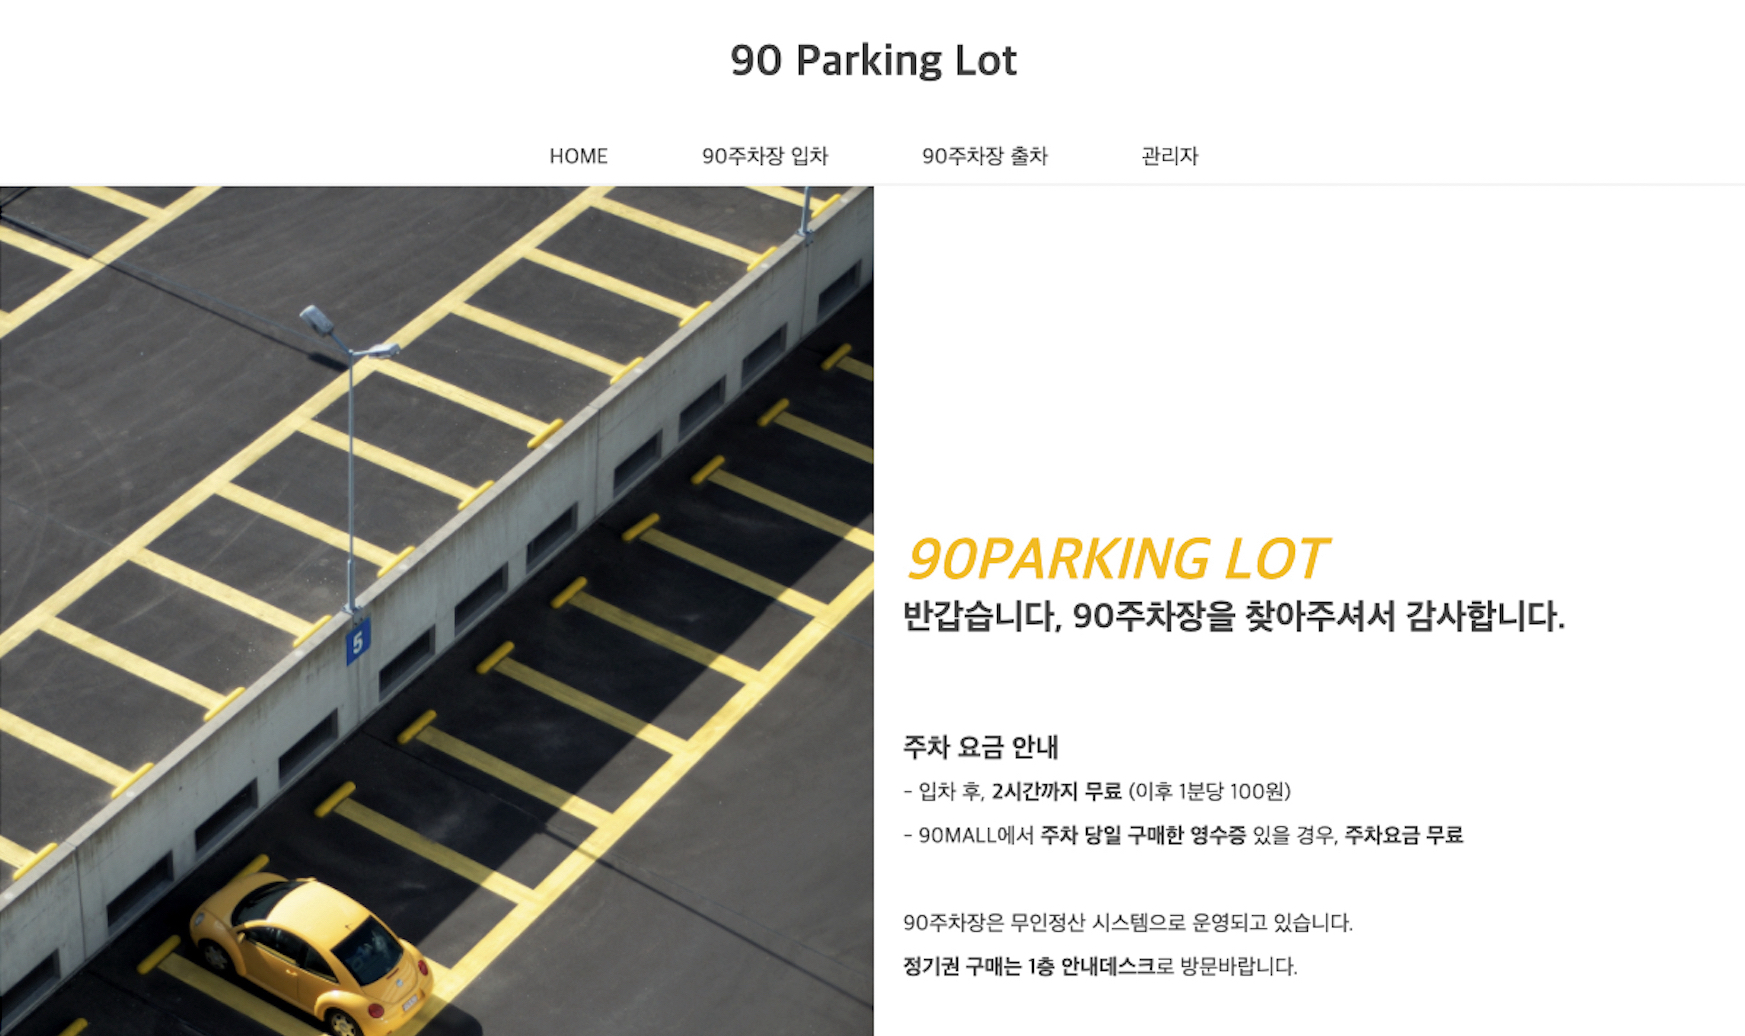 90 Parking Lot
HOME 90주차장 입차 90주차장 출차 관리자
5
90PARKING LOT
반갑습니다, 90주차장을 찾아주셔서 감사합니다.
주차 요금 안내
- 입차 후, 2시간까지 무료 (이후 1분당 100원)
- 90MALL에서 주차 당일 구매한 영수증 있을 경우, 주차요금 무료
90주차장은 무인정산 시스템으로 운영되고 있습니다.
정기권 구매는 1층 안내데스크로 방문바랍니다.